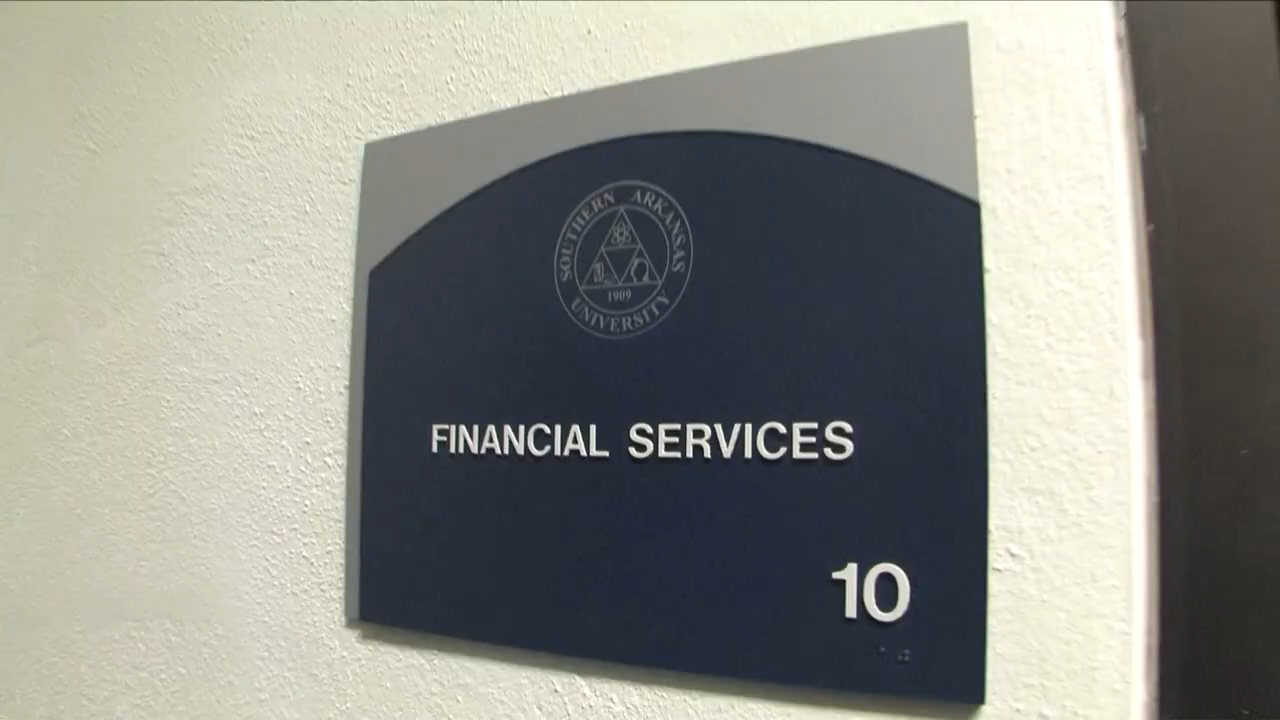 SOUTHERN ARKANSAS
1909
UNIVERSITY
FINANCIAL SERVICES
10